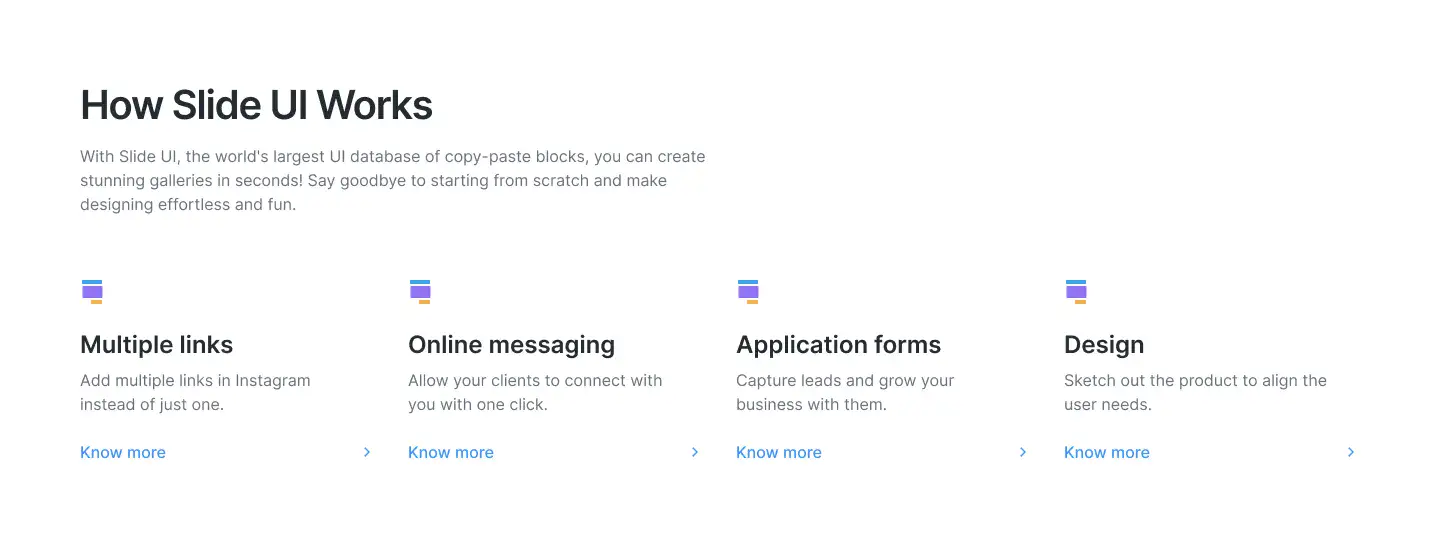 How Slide UI Works
With Slide UI, the world's largest UI database of copy-paste blocks, you can create
stunning galleries in seconds! Say goodbye to starting from scratch and make
designing effortless and fun.
Multiple links
Add multiple links in Instagram
instead of just one.
Know more
Online messaging
Allow your clients to connect with
you with one click.
Know more
Application forms
Capture leads and grow your
business with them.
Know more
Design
Sketch out the product to align the
user needs.
Know more